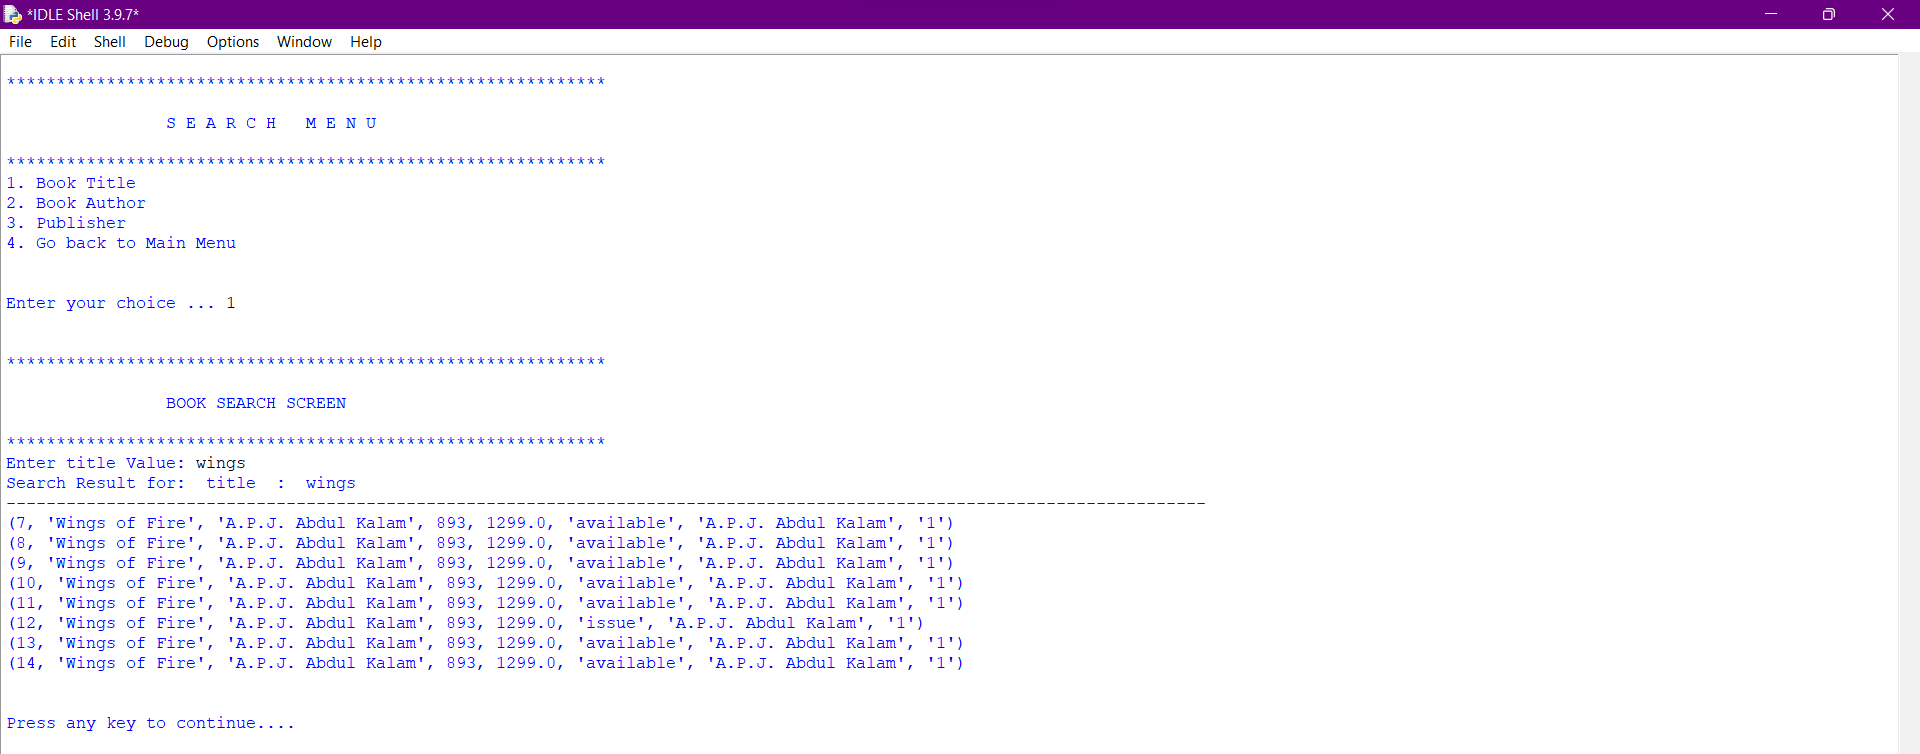 *IDLE Shell 3.9.7*
File Edit Shell Debug Options Window Help
************************************************************
S E A R C H   M E N U
************************************************************
1. Book Title
2. Book Author
3. Publisher
4. Go back to Main Menu
Enter your choice ... 1
************************************************************
BOOK SEARCH SCREEN
************************************************************
Enter title Value: wings
Search Result for:  title  :  wings
------------------------------------------------------------------------------------------------------------------------
(7, 'Wings of Fire', 'A.P.J. Abdul Kalam', 893, 1299.0, 'available', 'A.P.J. Abdul Kalam', '1')
(8, 'Wings of Fire', 'A.P.J. Abdul Kalam', 893, 1299.0, 'available', 'A.P.J. Abdul Kalam', '1')
(9, 'Wings of Fire', 'A.P.J. Abdul Kalam', 893, 1299.0, 'available', 'A.P.J. Abdul Kalam', '1')
(10, 'Wings of Fire', 'A.P.J. Abdul Kalam', 893, 1299.0, 'available', 'A.P.J. Abdul Kalam', '1')
(11, 'Wings of Fire', 'A.P.J. Abdul Kalam', 893, 1299.0, 'available', 'A.P.J. Abdul Kalam', '1')
(12, 'Wings of Fire', 'A.P.J. Abdul Kalam', 893, 1299.0, 'issue', 'A.P.J. Abdul Kalam', '1')
(13, 'Wings of Fire', 'A.P.J. Abdul Kalam', 893, 1299.0, 'available', 'A.P.J. Abdul Kalam', '1')
(14, 'Wings of Fire', 'A.P.J. Abdul Kalam', 893, 1299.0, 'available', 'A.P.J. Abdul Kalam', '1')
Press any key to continue....